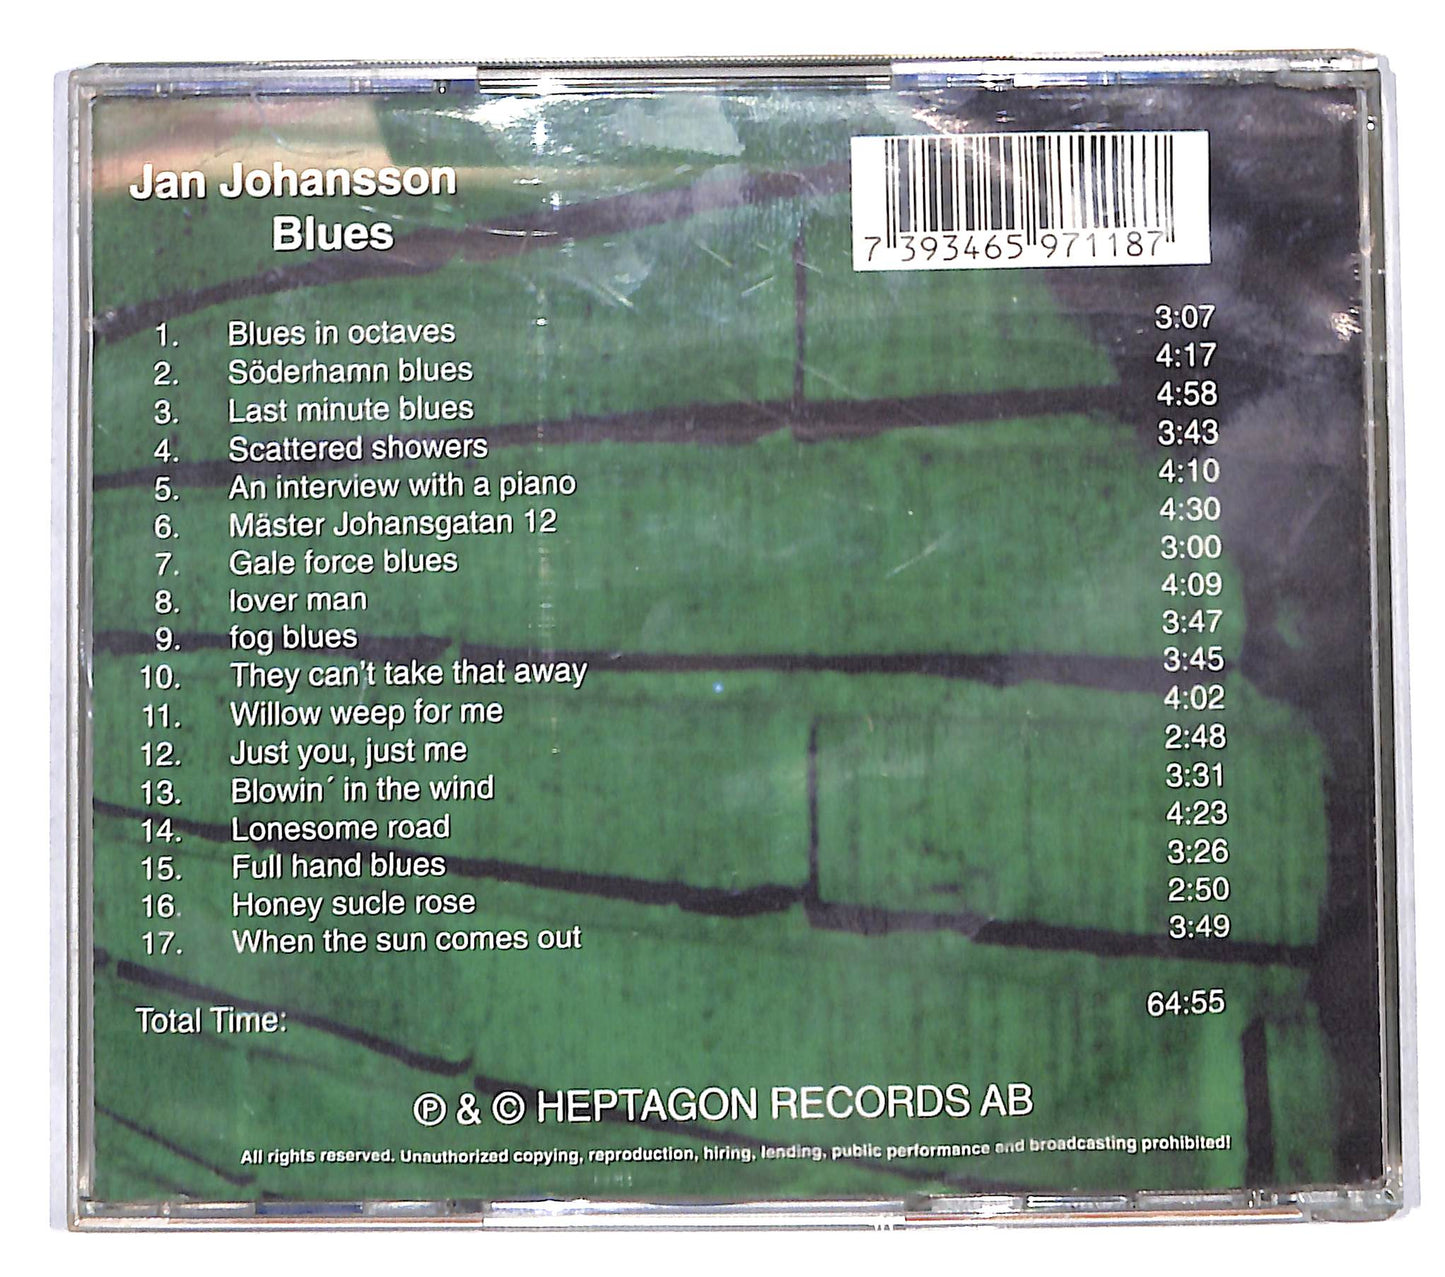 Jan Johansson
Blues
7 393465 971187
1. Blues in octaves 3:07
2. Söderhamn blues 4:17
3. Last minute blues 4:58
4. Scattered showers 3:43
5. An interview with a piano 4:10
6. Mäster Johansgatan 12 4:30
7. Gale force blues 3:00
8. lover man 4:09
9. fog blues 3:47
10. They can't take that away 3:45
11. Willow weep for me 4:02
12. Just you, just me 2:48
13. Blowin´ in the wind 3:31
14. Lonesome road 4:23
15. Full hand blues 3:26
16. Honey sucle rose 2:50
17. When the sun comes out 3:49
Total Time: 64:55
℗ & © HEPTAGON RECORDS AB
All rights reserved. Unauthorized copying, reproduction, hiring, lending, public performance and broadcasting prohibited!